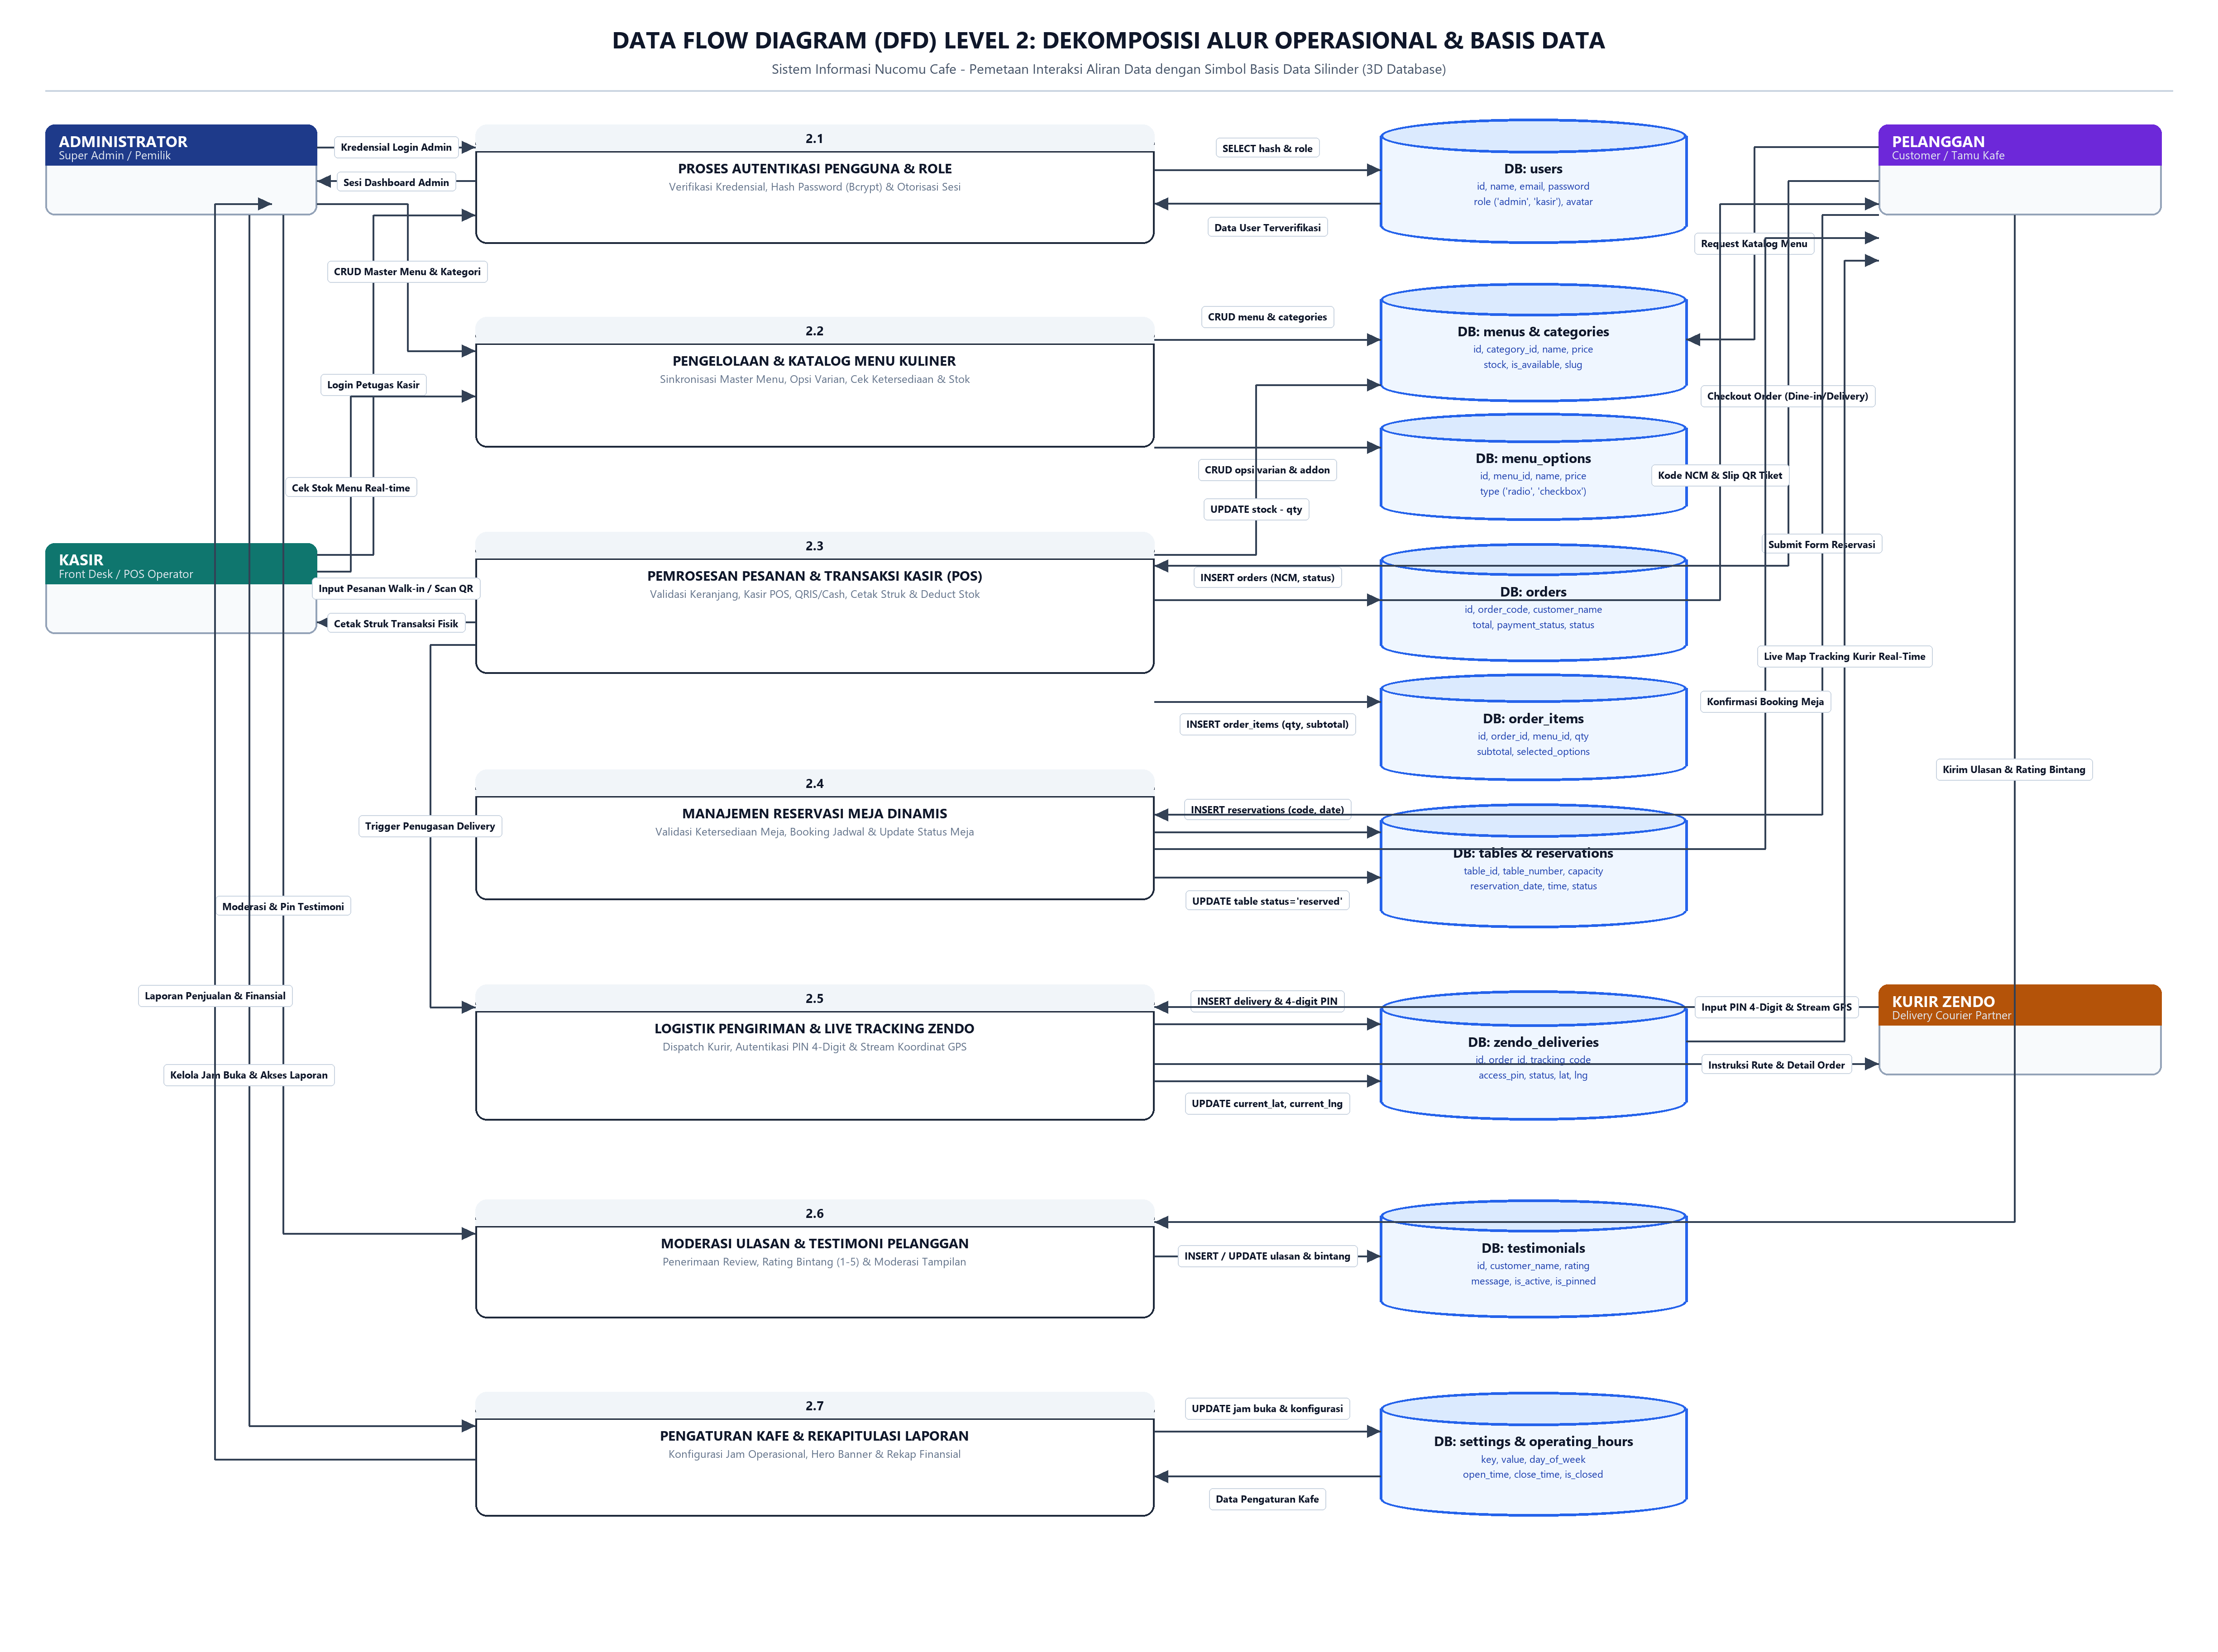 DATA FLOW DIAGRAM (DFD) LEVEL 2: DEKOMPOSISI ALUR OPERASIONAL & BASIS DATA
Sistem Informasi Nucomu Cafe - Pemetaan Interaksi Aliran Data dengan Simbol Basis Data Silinder (3D Database)
ADMINISTRATOR
Super Admin / Pemilik
Kredensial Login Admin
Sesi Dashboard Admin
2.1
PROSES AUTENTIKASI PENGGUNA & ROLE
Verifikasi Kredensial, Hash Password (Bcrypt) & Otorisasi Sesi
SELECT hash & role
Data User Terverifikasi
DB: users
id, name, email, password
role ('admin', 'kasir'), avatar
PELANGGAN
Customer / Tamu Kafe
Request Katalog Menu
CRUD Master Menu & Kategori
2.2
PENGELOLAAN & KATALOG MENU KULINER
Sinkronisasi Master Menu, Opsi Varian, Cek Ketersediaan & Stok
CRUD menu & categories
DB: menus & categories
id, category_id, name, price
stock, is_available, slug
Login Petugas Kasir
Checkout Order (Dine-in/Delivery)
CRUD opsi varian & addon
DB: menu_options
id, menu_id, name, price
type ('radio', 'checkbox')
Kode NCM & Slip QR Tiket
Cek Stok Menu Real-time
UPDATE stock - qty
Submit Form Reservasi
KASIR
Front Desk / POS Operator
Input Pesanan Walk-in / Scan QR
Cetak Struk Transaksi Fisik
2.3
PEMROSESAN PESANAN & TRANSAKSI KASIR (POS)
Validasi Keranjang, Kasir POS, QRIS/Cash, Cetak Struk & Deduct Stok
INSERT orders (NCM, status)
DB: orders
id, order_code, customer_name
total, payment_status, status
Live Map Tracking Kurir Real-Time
Konfirmasi Booking Meja
INSERT order_items (qty, subtotal)
DB: order_items
id, order_id, menu_id, qty
subtotal, selected_options
Kirim Ulasan & Rating Bintang
Trigger Penugasan Delivery
2.4
MANAJEMEN RESERVASI MEJA DINAMIS
Validasi Ketersediaan Meja, Booking Jadwal & Update Status Meja
INSERT reservations (code, date)
UPDATE table status='reserved'
DB: tables & reservations
table_id, table_number, capacity
reservation_date, time, status
Moderasi & Pin Testimoni
Laporan Penjualan & Finansial
2.5
LOGISTIK PENGIRIMAN & LIVE TRACKING ZENDO
Dispatch Kurir, Autentikasi PIN 4-Digit & Stream Koordinat GPS
INSERT delivery & 4-digit PIN
UPDATE current_lat, current_lng
DB: zendo_deliveries
id, order_id, tracking_code
access_pin, status, lat, lng
Input PIN 4-Digit & Stream GPS
Instruksi Rute & Detail Order
KURIR ZENDO
Delivery Courier Partner
Kelola Jam Buka & Akses Laporan
2.6
MODERASI ULASAN & TESTIMONI PELANGGAN
Penerimaan Review, Rating Bintang (1-5) & Moderasi Tampilan
INSERT / UPDATE ulasan & bintang
DB: testimonials
id, customer_name, rating
message, is_active, is_pinned
2.7
PENGATURAN KAFE & REKAPITULASI LAPORAN
Konfigurasi Jam Operasional, Hero Banner & Rekap Finansial
UPDATE jam buka & konfigurasi
Data Pengaturan Kafe
DB: settings & operating_hours
key, value, day_of_week
open_time, close_time, is_closed